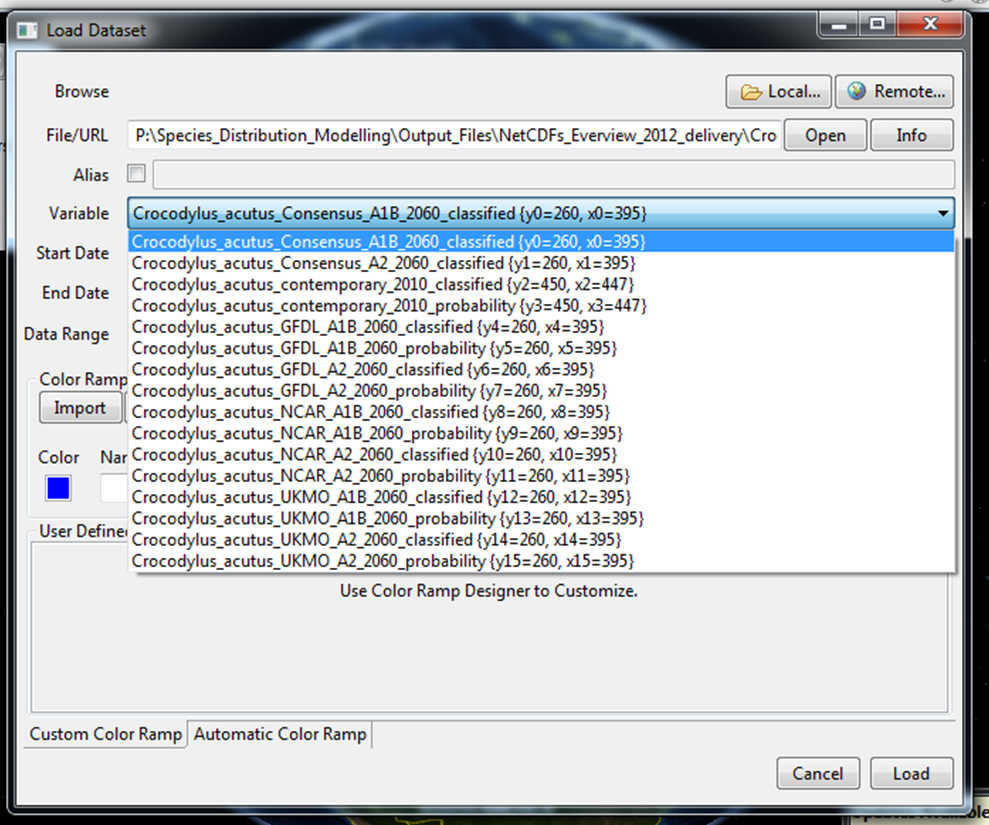 Load Dataset
Browse
Local...
Remote...
File/URL
P:\Species_Distribution_Modelling\Output_Files\NetCDFs_Everview_2012_delivery\Cro
Open
Info
Alias
Variable
Crocodylus_acutus_Consensus_A1B_2060_classified {y0=260, x0=395}
Crocodylus_acutus_Consensus_A1B_2060_classified {y0=260, x0=395}
Start Date
Crocodylus_acutus_Consensus_A2_2060_classified {y1=260, x1=395}
Crocodylus_acutus_contemporary_2010_classified {y2=450, x2=447}
End Date
Crocodylus_acutus_contemporary_2010_probability {y3=450, x3=447}
Data Range
Crocodylus_acutus_GFDL_A1B_2060_classified {y4=260, x4=395}
Crocodylus_acutus_GFDL_A1B_2060_probability {y5=260, x5=395}
Crocodylus_acutus_GFDL_A2_2060_classified {y6=260, x6=395}
Color Ramp
Crocodylus_acutus_GFDL_A2_2060_probability {y7=260, x7=395}
Import
Crocodylus_acutus_NCAR_A1B_2060_classified {y8=260, x8=395}
Crocodylus_acutus_NCAR_A1B_2060_probability {y9=260, x9=395}
Color
Nar
Crocodylus_acutus_NCAR_A2_2060_classified {y10=260, x10=395}
Crocodylus_acutus_NCAR_A2_2060_probability {y11=260, x11=395}
Crocodylus_acutus_UKMO_A1B_2060_classified {y12=260, x12=395}
Crocodylus_acutus_UKMO_A1B_2060_probability {y13=260, x13=395}
User Define
Crocodylus_acutus_UKMO_A2_2060_classified {y14=260, x14=395}
Crocodylus_acutus_UKMO_A2_2060_probability {y15=260, x15=395}
Use Color Ramp Designer to Customize.
Custom Color Ramp
Automatic Color Ramp
Cancel
Load